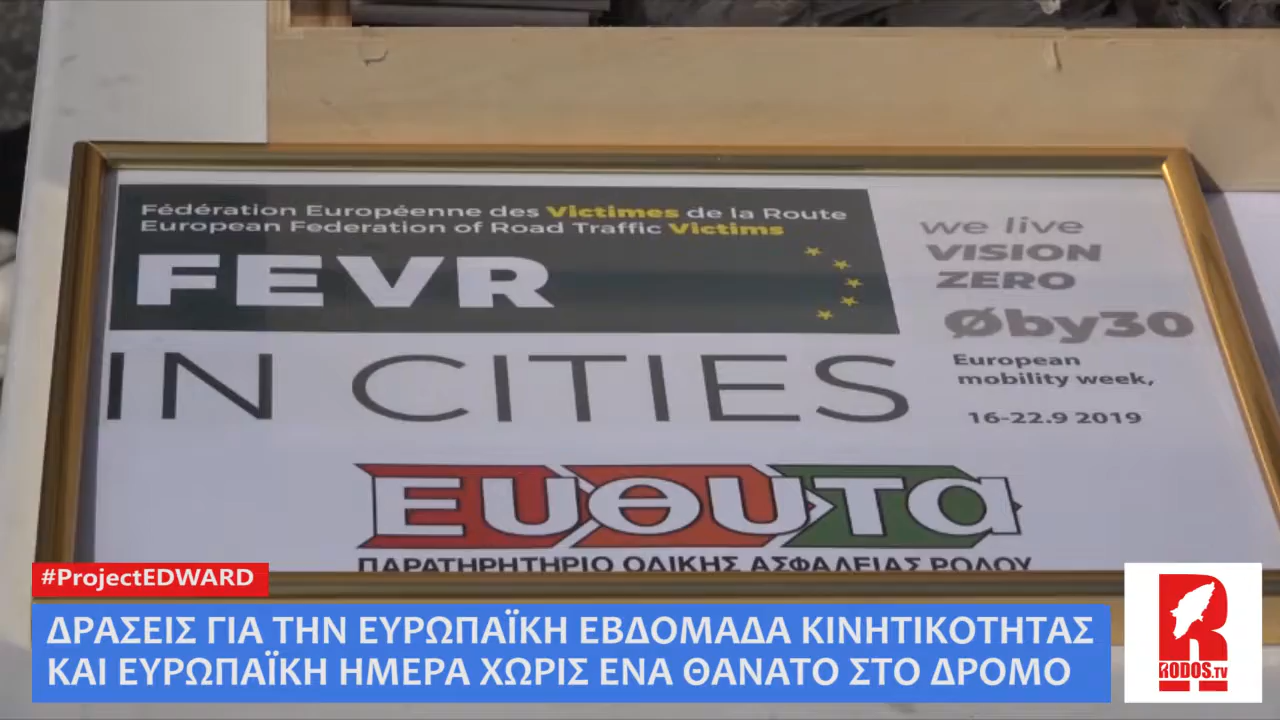 Fédération Européenne des Victimes de la Route
European Federation of Road Traffic Victims
FEVR
IN CITIES
we live
VISION
ZERO
Øby30
European
mobility week,
16-22.9 2019
ΕΥΘΥΤΑ
ΠΑΡΑΤΗΡΗΤΗΡΙΟ ΟΔΙΚΗΣ ΑΣΦΑΛΕΙΑΣ ΡΟΔΟΥ
#ProjectEDWARD
ΔΡΑΣΕΙΣ ΓΙΑ ΤΗΝ ΕΥΡΩΠΑΪΚΗ ΕΒΔΟΜΑΔΑ ΚΙΝΗΤΙΚΟΤΗΤΑΣ
ΚΑΙ ΕΥΡΩΠΑΪΚΗ ΗΜΕΡΑ ΧΩΡΙΣ ΕΝΑ ΘΑΝΑΤΟ ΣΤΟ ΔΡΟΜΟ
RODOS.TV